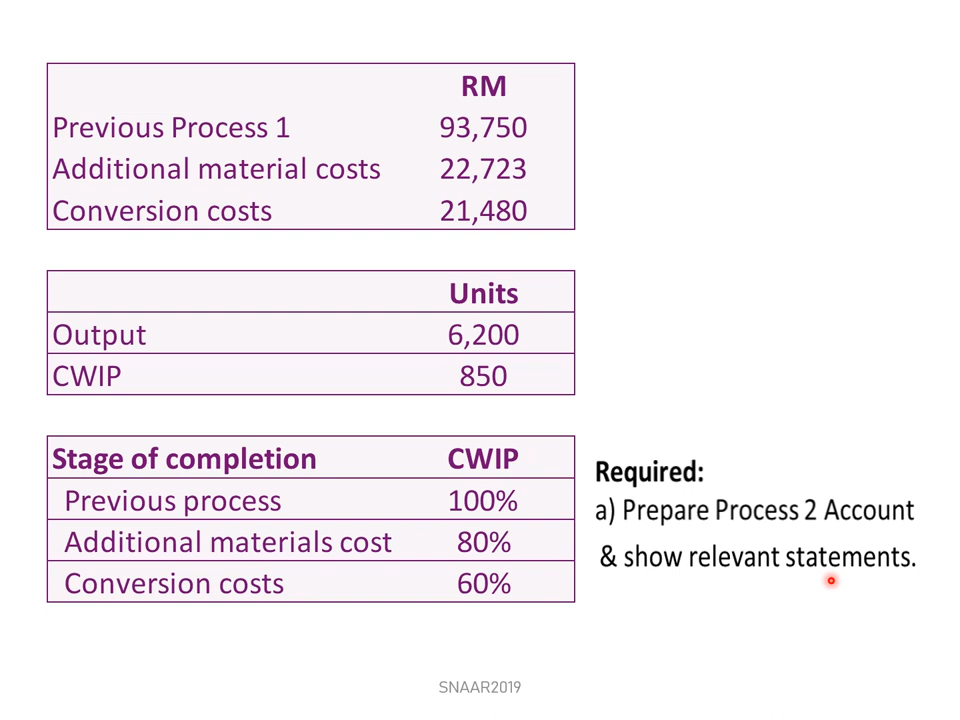 RM
Previous Process 1 93,750
Additional material costs 22,723
Conversion costs 21,480
Units
Output 6,200
CWIP 850
Stage of completion CWIP
Previous process 100%
Additional materials cost 80%
Conversion costs 60%
Required:
a) Prepare Process 2 Account
& show relevant statements.
SNAAR2019